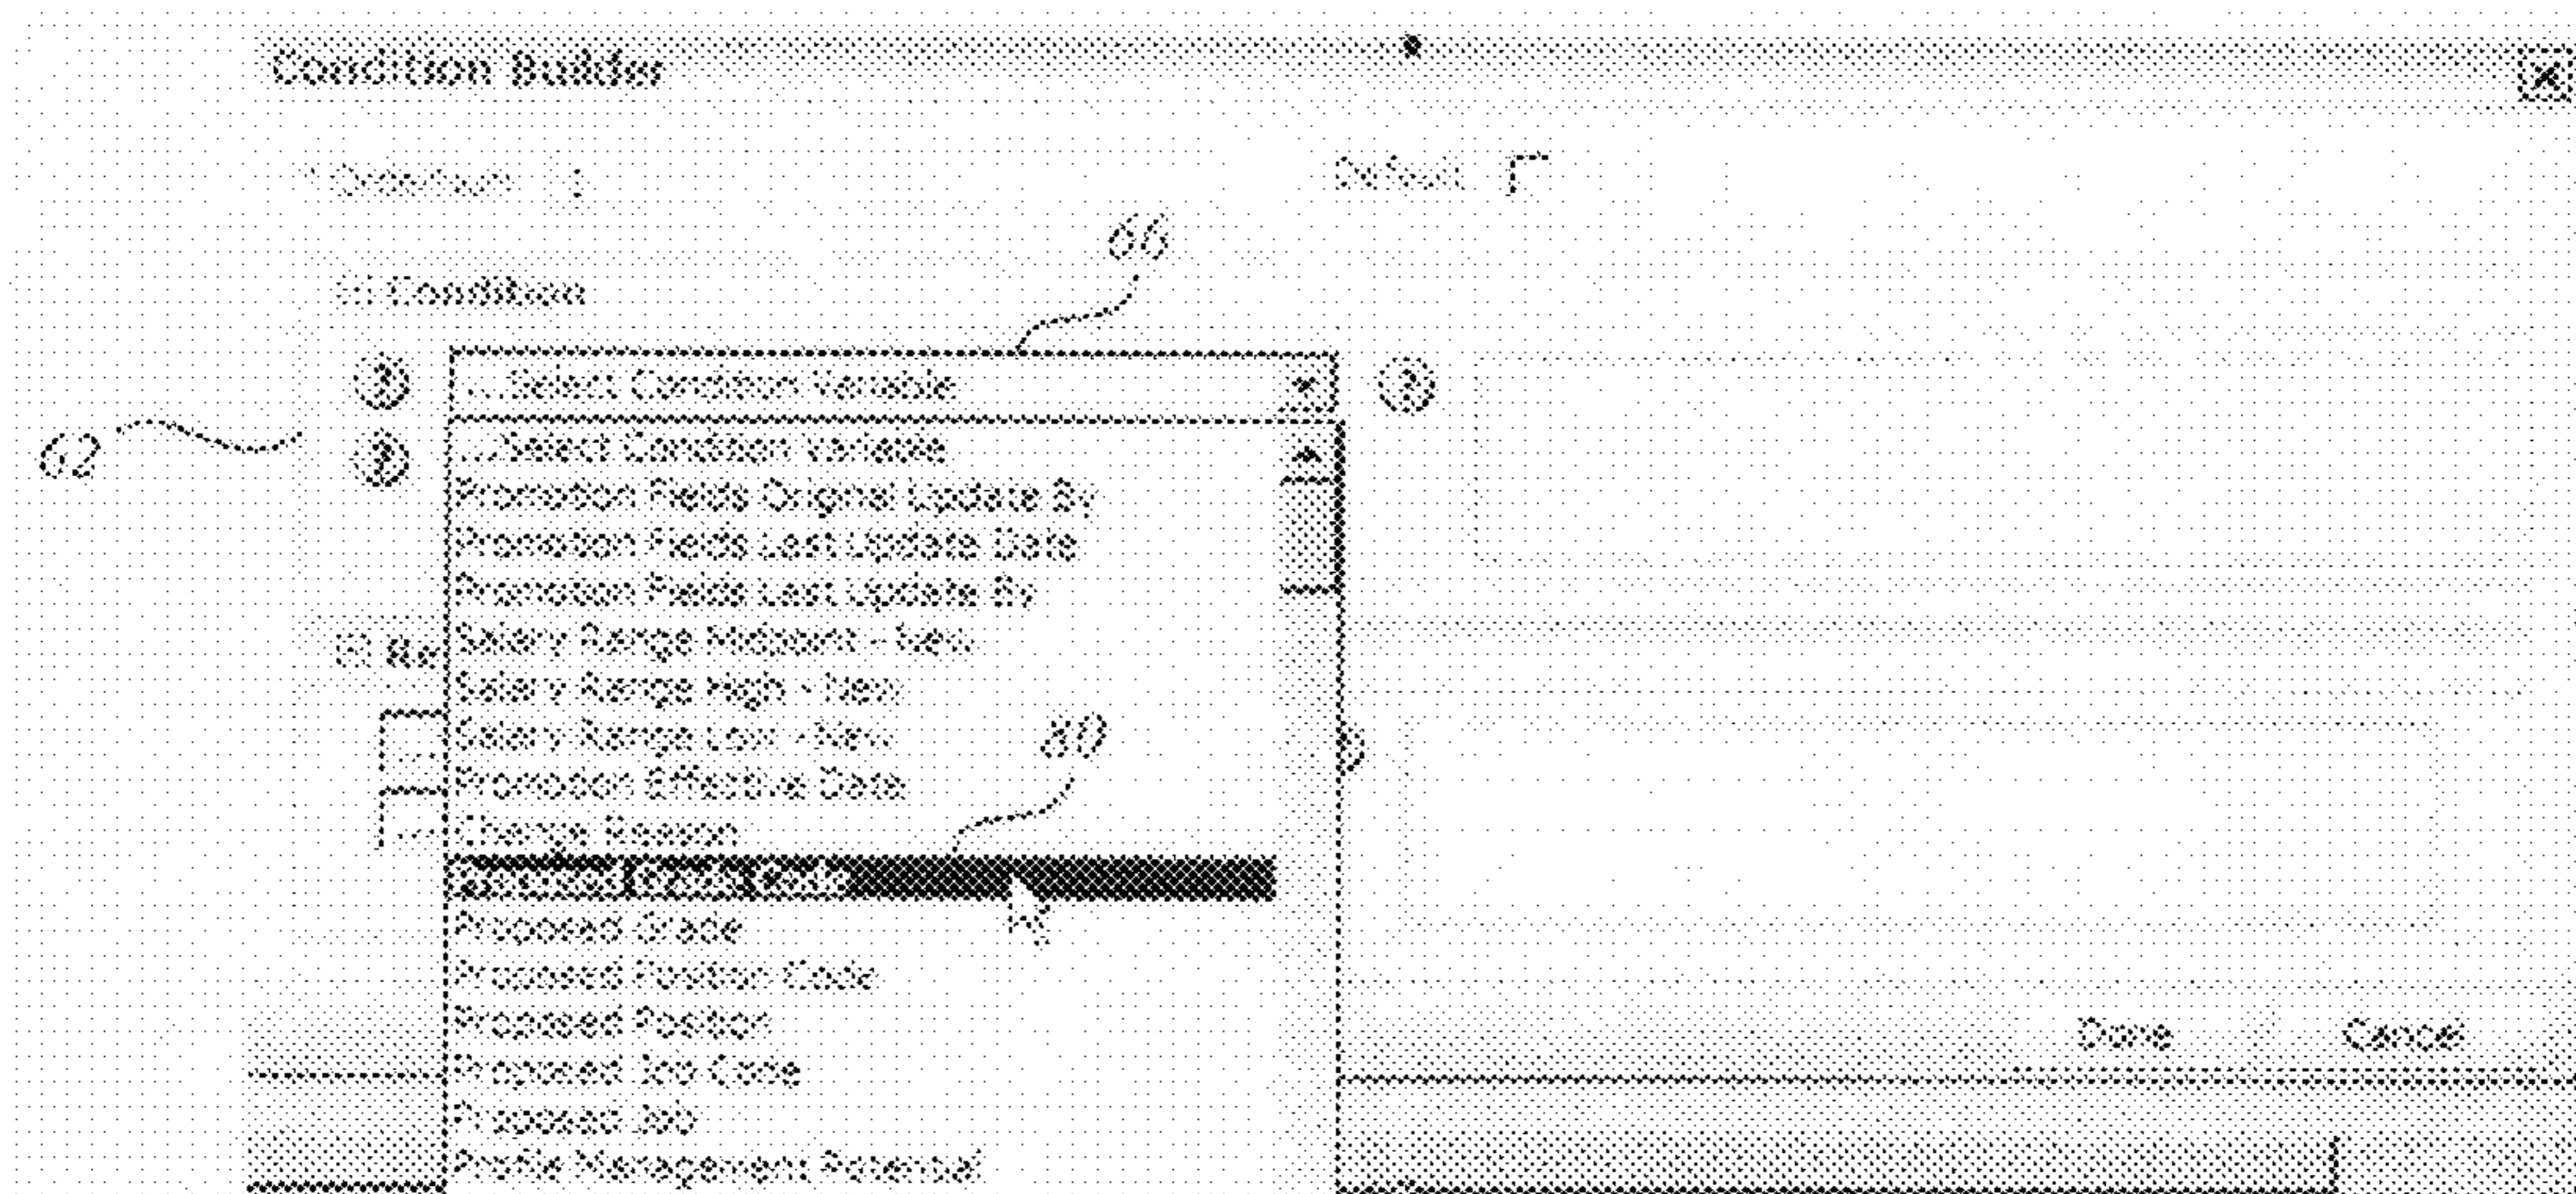 Condition Builder
Default
66
Condition
...Select Condition Variable
62
...Select Condition Variable
Promotion Fields Original Update By
Promotion Fields Last Update Date
Promotion Fields Last Update By
Salary Range Midpoint - New
Salary Range High - New
Salary Range Low - New
80
Promotion Effective Date
Change Reason
Proposed Grade
Proposed Position Code
Proposed Position
Done Cancel
Proposed Job Code
Proposed Job
Profile Management Potential